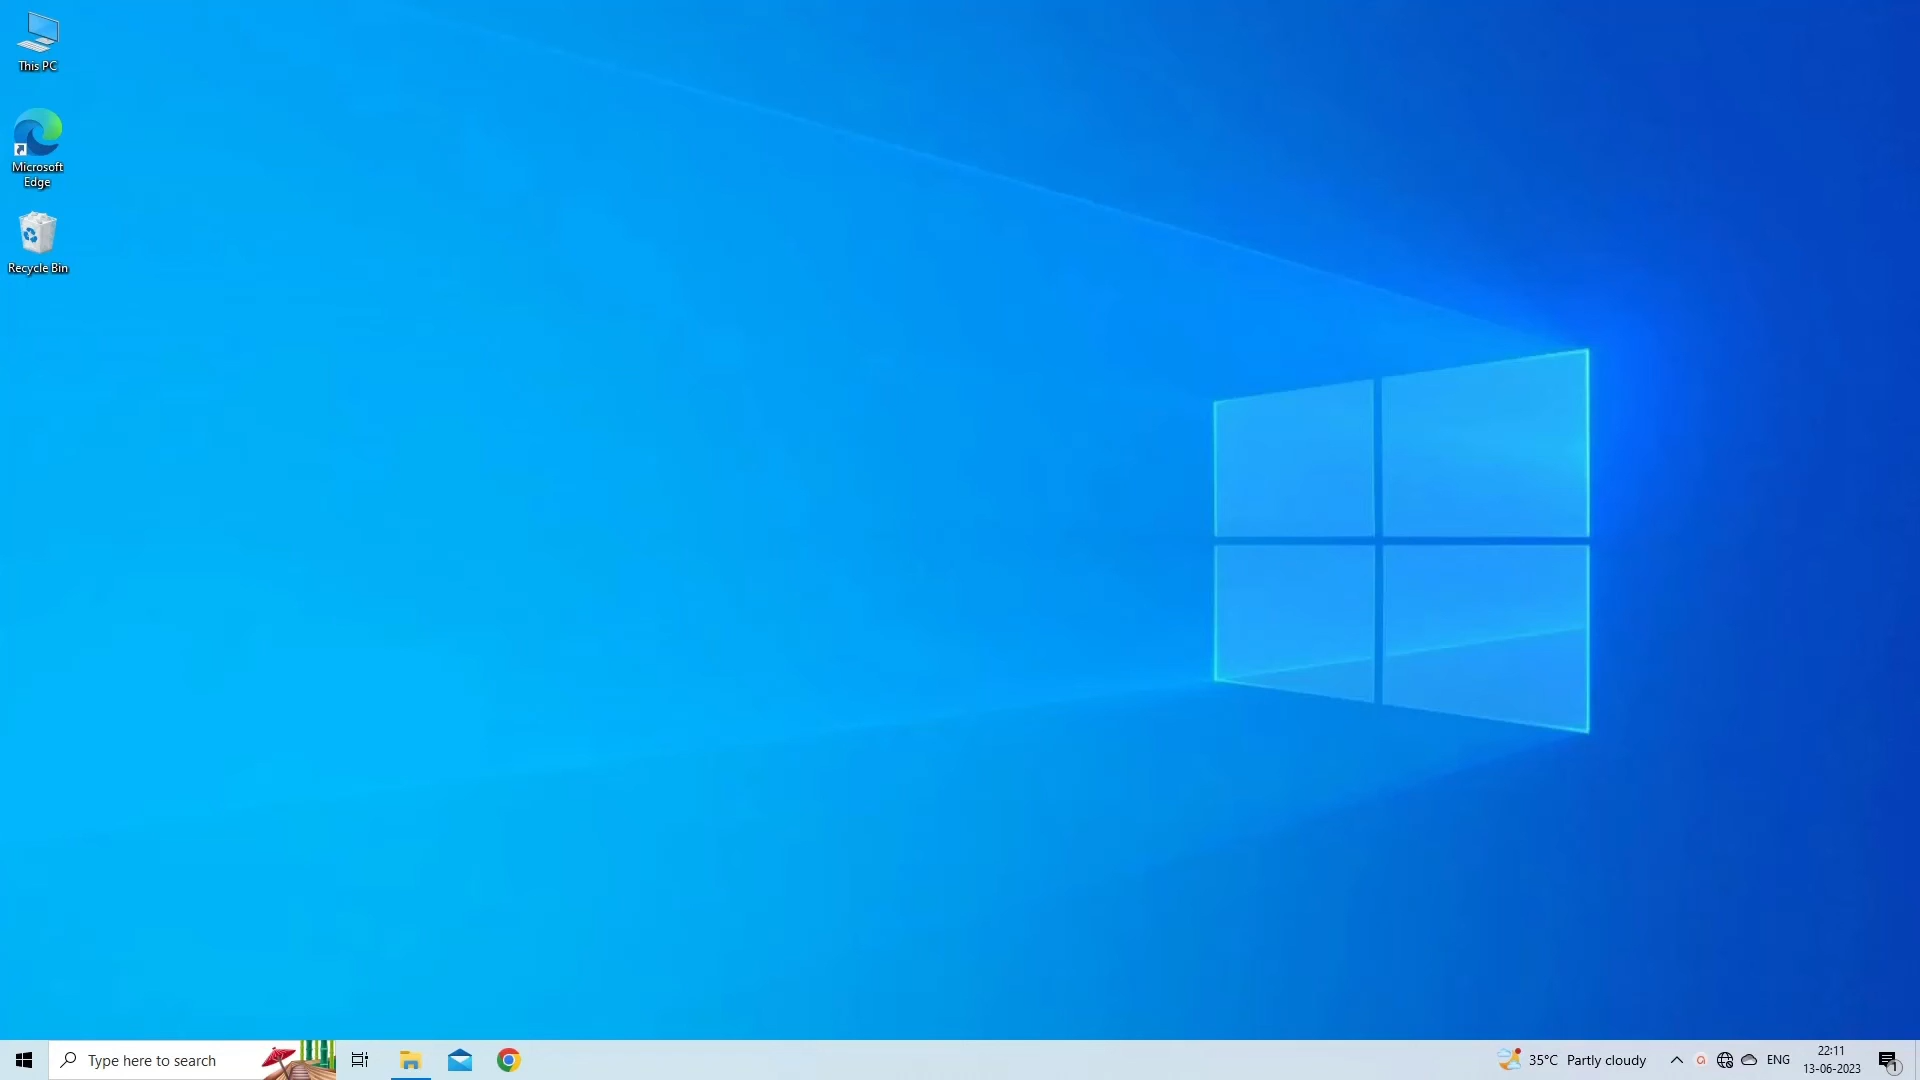 This PC
Microsoft
Edge
Recycle Bin
Type here to search
35°C Partly cloudy
ENG
22:11
13-06-2023
1